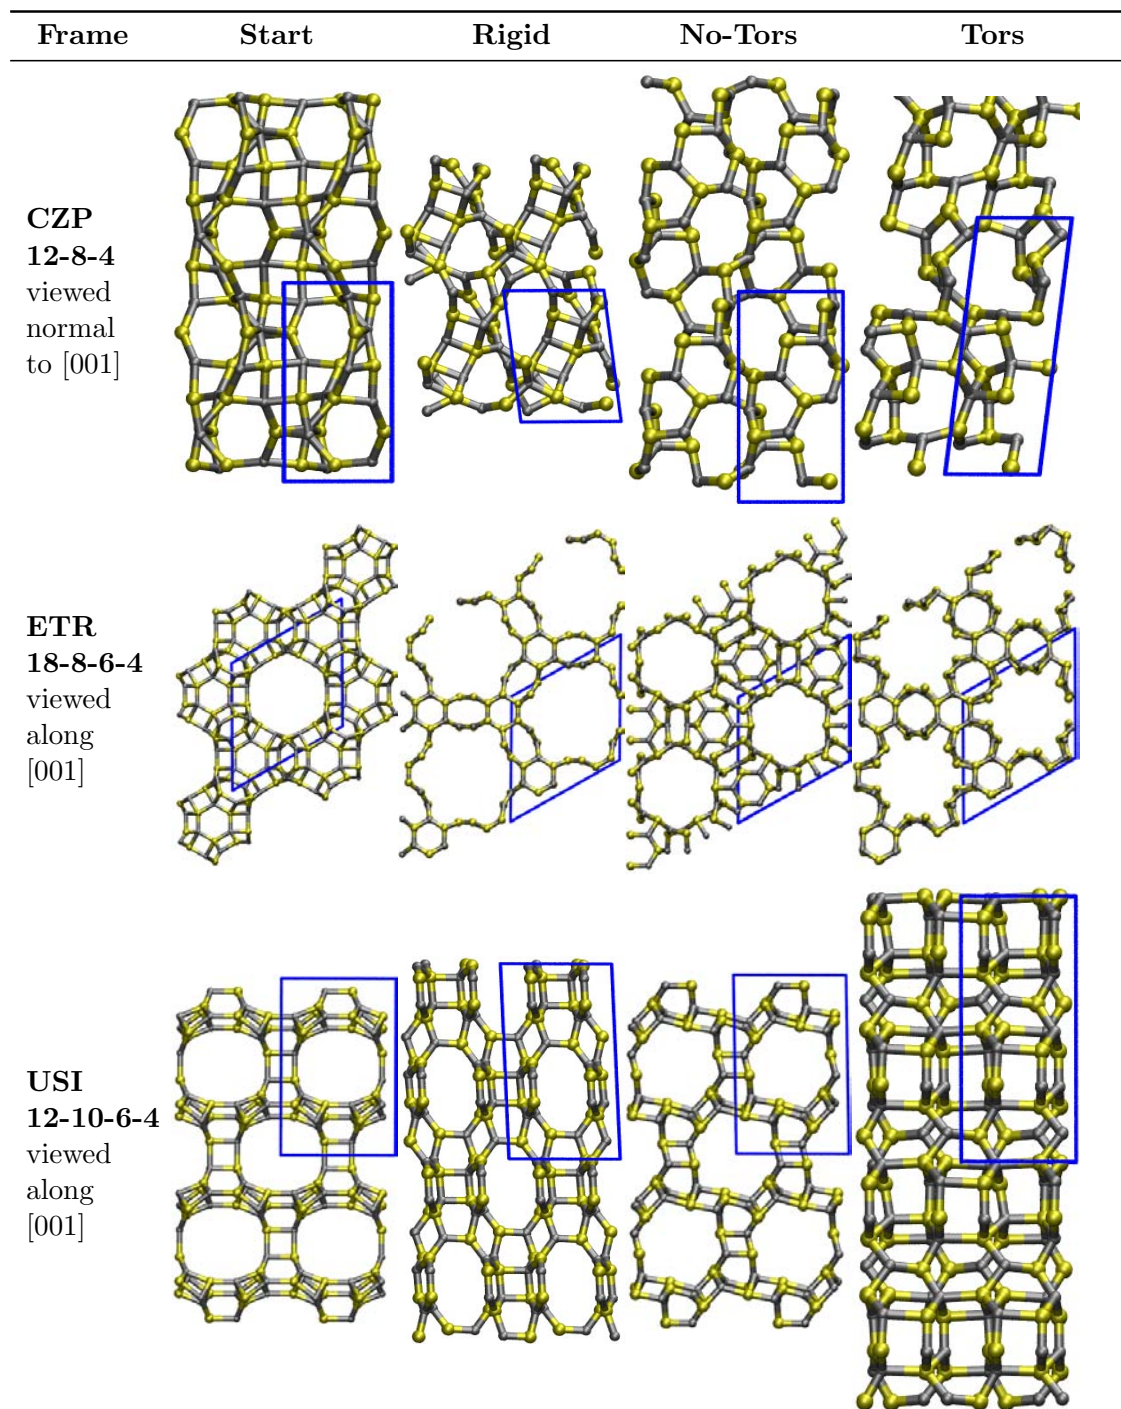 Frame Start Rigid No-Tors Tors
CZP
12-8-4
viewed
normal
to [001]
ETR
18-8-6-4
viewed
along
[001]
USI
12-10-6-4
viewed
along
[001]